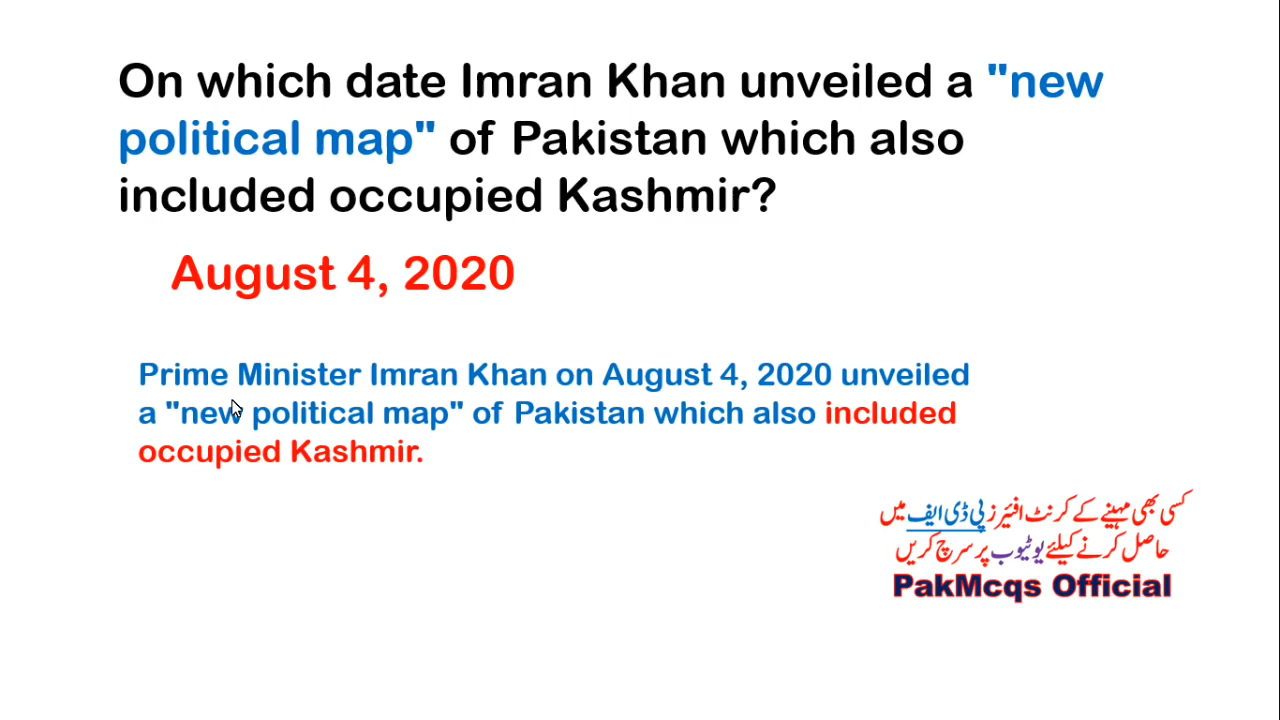 On which date Imran Khan unveiled a "new
political map" of Pakistan which also
included occupied Kashmir?
August 4, 2020
Prime Minister Imran Khan on August 4, 2020 unveiled
a "new political map" of Pakistan which also included
occupied Kashmir.
کسی بھی مہینے کے کرنٹ افئیرز پی ڈی ایف میں
حاصل کرنے کیلئے یوٹیوب پر سرچ کریں
PakMcqs Official